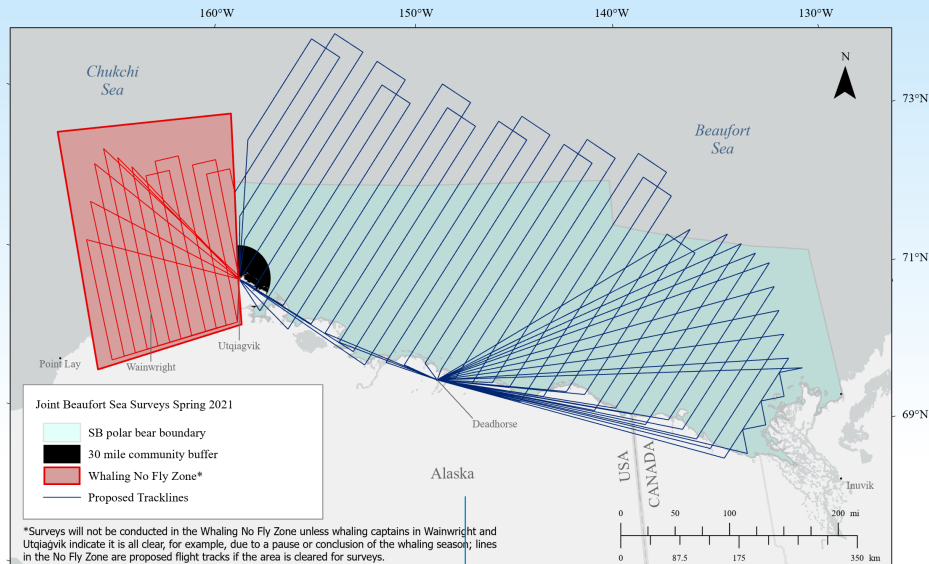 160°W
150°W
140°W
130°W
Chukchi
Sea
N
73°N
Beaufort
Sea
71°N
Utqiagvik
Point Lay
Wainwright
69°N
Joint Beaufort Sea Surveys Spring 2021
SB polar bear boundary
30 mile community buffer
Whaling No Fly Zone*
Proposed Tracklines
Deadhorse
Alaska
USA
CANADA
Inuvik
0 50 100 200 mi
0 87.5 175 350 km
*Surveys will not be conducted in the Whaling No Fly Zone unless whaling captains in Wainwright and
Utqiaġvik indicate it is all clear, for example, due to a pause or conclusion of the whaling season; lines
in the No Fly Zone are proposed flight tracks if the area is cleared for surveys.